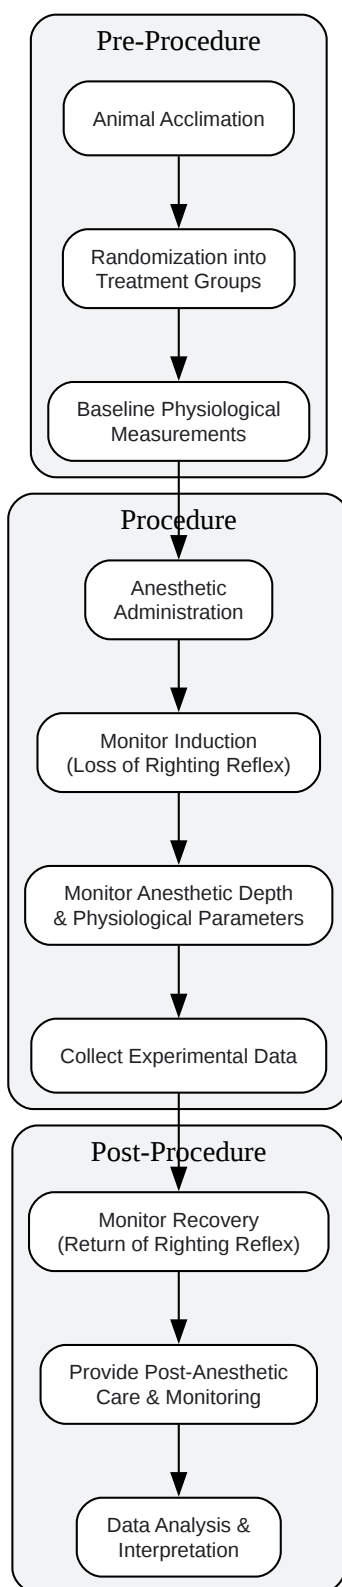 Pre-Procedure
Animal Acclimation
Randomization into
Treatment Groups
Baseline Physiological
Measurements
Procedure
Anesthetic
Administration
Monitor Induction
(Loss of Righting Reflex)
Monitor Anesthetic Depth
& Physiological Parameters
Collect Experimental Data
Post-Procedure
Monitor Recovery
(Return of Righting Reflex)
Provide Post-Anesthetic
Care & Monitoring
Data Analysis &
Interpretation